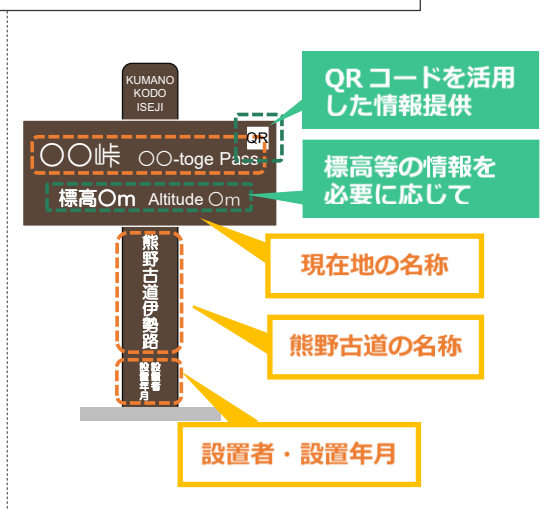 KUMANO
KODO
ISEJI
QR
〇〇峠 〇〇-toge Pass
標高〇m Altitude 〇m
熊野古道伊勢路
設置者
設置年月
QRコードを活用
した情報提供
標高等の情報を
必要に応じて
現在地の名称
熊野古道の名称
設置者・設置年月